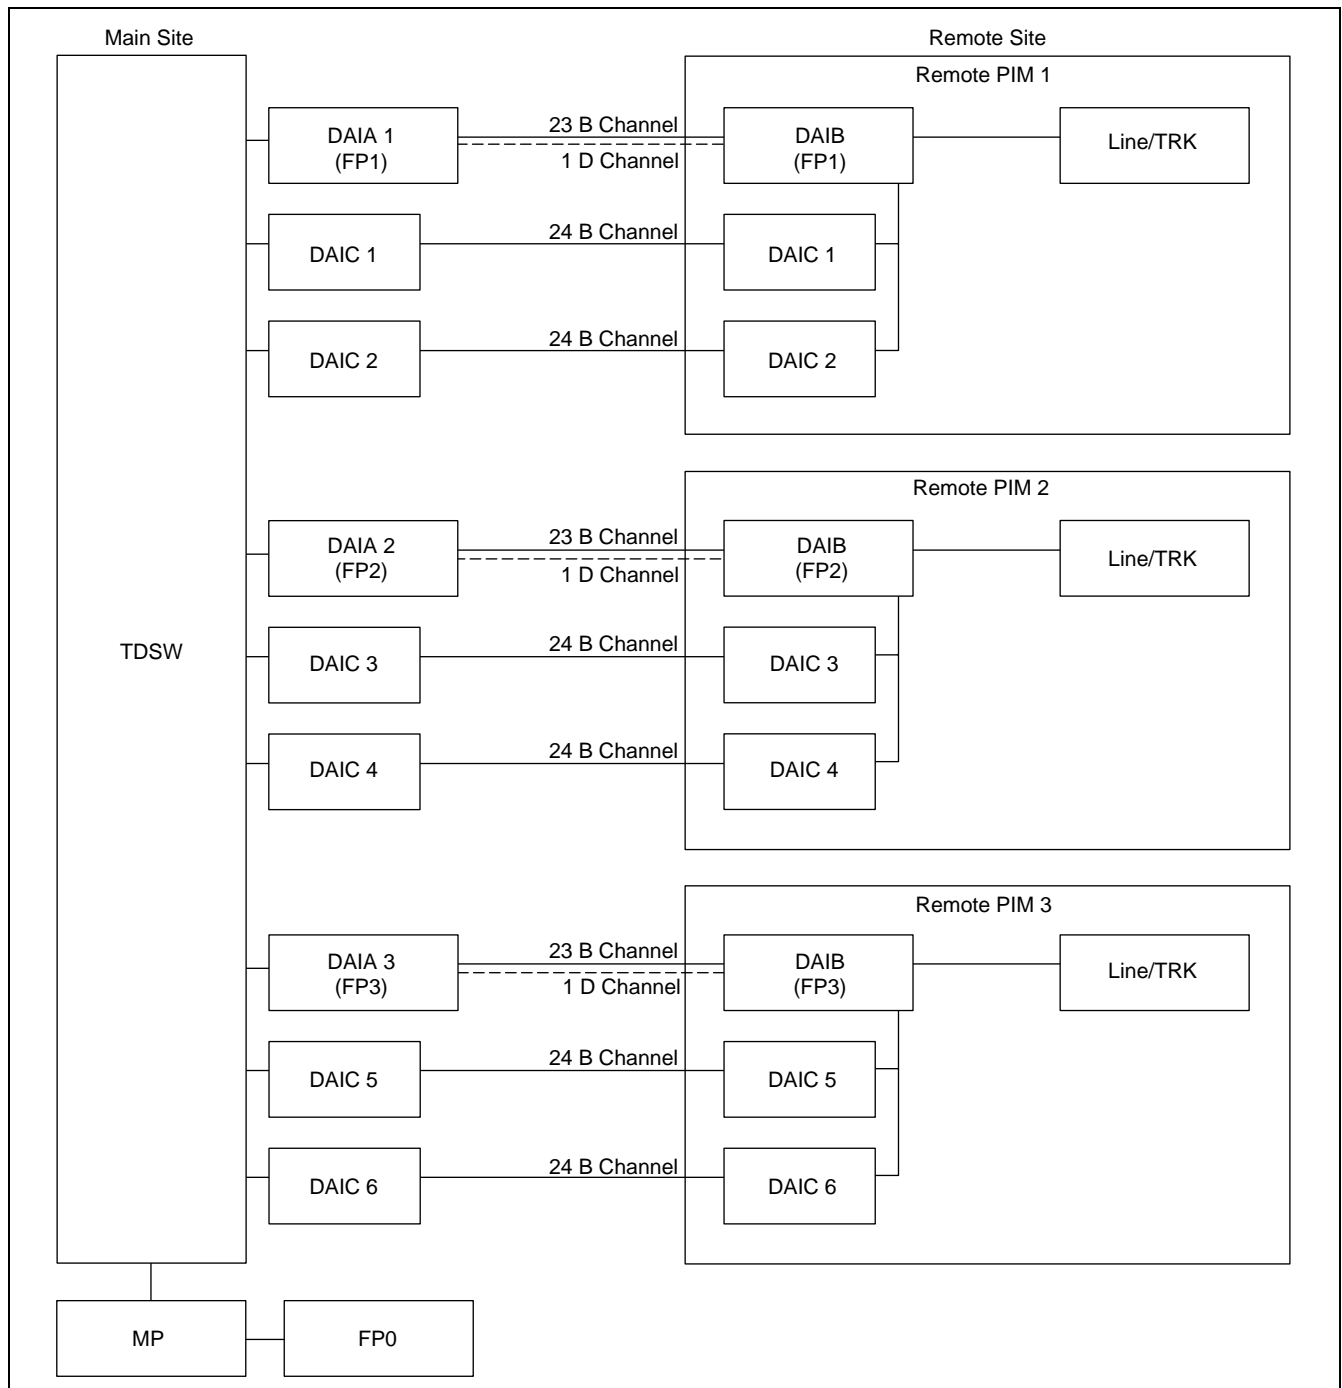 Main Site
Remote Site
Remote PIM 1
DAIA 1
(FP1)
23 B Channel
1 D Channel
DAIB
(FP1)
Line/TRK
DAIC 1
24 B Channel
DAIC 1
DAIC 2
24 B Channel
DAIC 2
Remote PIM 2
DAIA 2
(FP2)
23 B Channel
1 D Channel
DAIB
(FP2)
Line/TRK
TDSW
DAIC 3
24 B Channel
DAIC 3
DAIC 4
24 B Channel
DAIC 4
Remote PIM 3
DAIA 3
(FP3)
23 B Channel
1 D Channel
DAIB
(FP3)
Line/TRK
DAIC 5
24 B Channel
DAIC 5
DAIC 6
24 B Channel
DAIC 6
MP
FP0